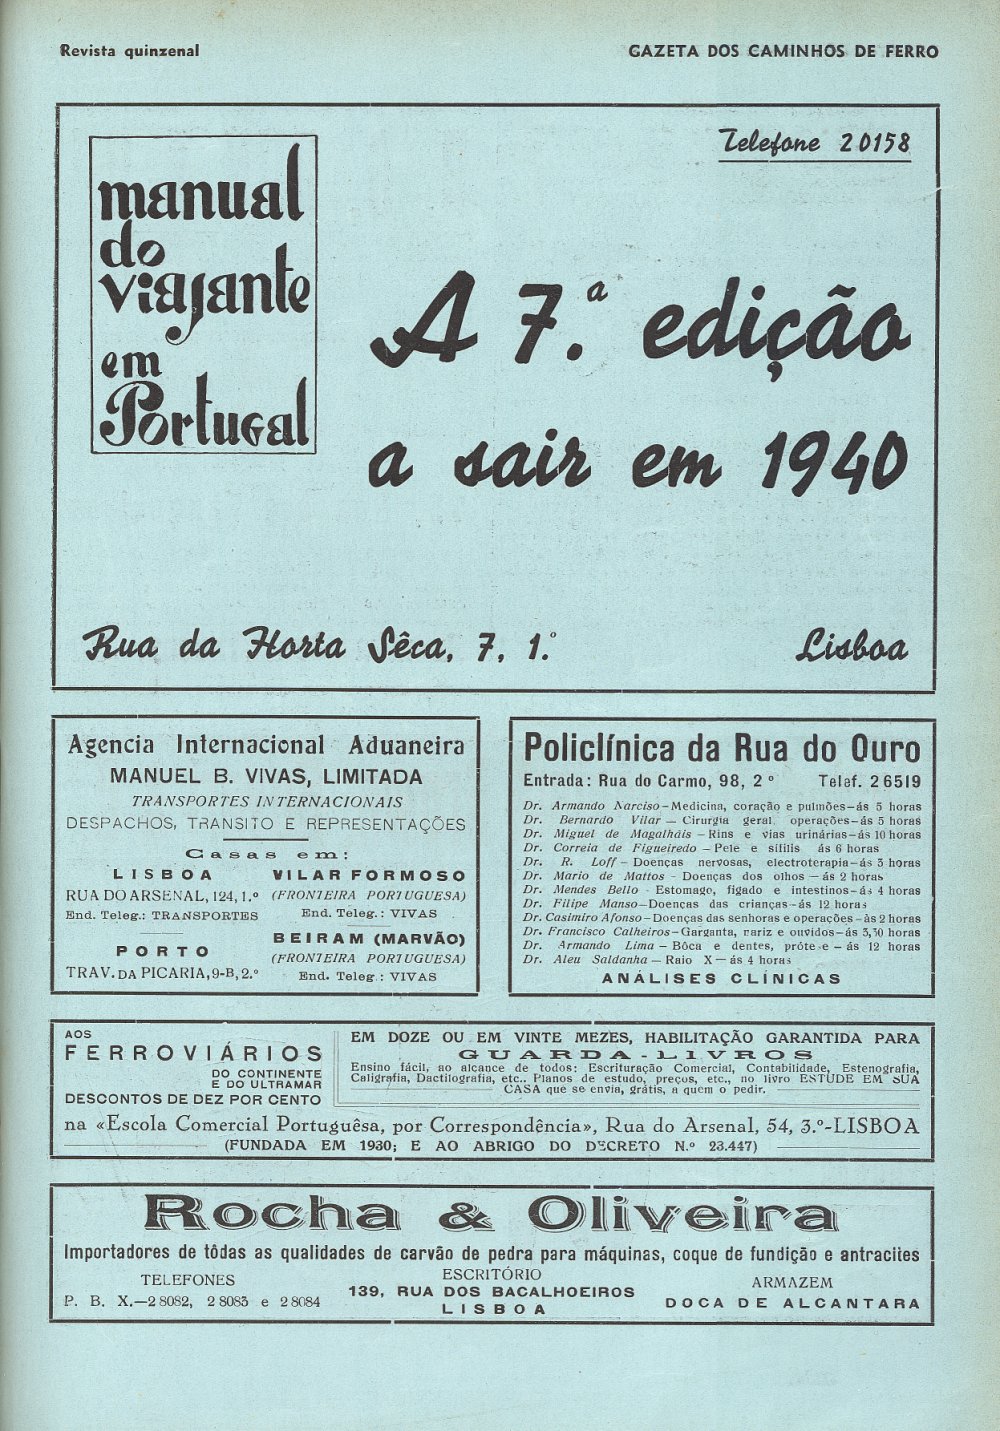 Revista quinzenal
GAZETA DOS CAMINHOS DE FERRO
manual
do
viajante
em
Portugal
Telefone 20158
A 7.ª edição
a sair em 1940
Rua da Horta Sêca, 7, 1.º
Lisboa
Agencia Internacional Aduaneira
MANUEL B. VIVAS, LIMITADA
TRANSPORTES INTERNACIONAIS
DESPACHOS, TRANSITO E REPRESENTAÇÕES
Casas em:
LISBOA
RUA DO ARSENAL, 124, 1.º
End. Teleg.: TRANSPORTES
PORTO
TRAV. DA PICARIA, 9-B, 2.º
VILAR FORMOSO
(FRONTEIRA PORTUGUESA)
End. Teleg.: VIVAS
BEIRAM (MARVÃO)
(FRONTEIRA PORTUGUESA)
End. Teleg.: VIVAS
Policlínica da Rua do Ouro
Entrada: Rua do Carmo, 98, 2º Telef. 26519
Dr. Armando Narciso—Medicina, coração e pulmões—ás 5 horas
Dr. Bernardo Vilar — Cirurgia geral operações—ás 5 horas
Dr. Miguel de Magalhãis — Rins e vias urinárias—ás 10 horas
Dr. Correia de Figueiredo — Pele e sífilis ás 6 horas
Dr. R. Loff — Doenças nervosas, electroterapia—ás 3 horas
Dr. Mario de Mattos - Doenças dos olhos — ás 2 horas
Dr. Mendes Bello - Estomago, figado e intestinos—ás 4 horas
Dr. Filipe Manso—Doenças das crianças—ás 12 horas
Dr. Casimiro Afonso—Doenças das senhoras e operações—ás 2 horas
Dr. Francisco Calheiros—Garganta, nariz e ouvidos—ás 3,30 horas
Dr. Armando Lima — Bôca e dentes, próte-e — ás 12 horas
Dr. Aleu Saldanha — Raio X — ás 4 horas
ANÁLISES CLÍNICAS
AOS
FERROVIÁRIOS
DO CONTINENTE
E DO ULTRAMAR
DESCONTOS DE DEZ POR CENTO
EM DOZE OU EM VINTE MEZES, HABILITAÇÃO GARANTIDA PARA
GUARDA-LIVROS
Ensino fácil, ao alcance de todos: Escrituração Comercial, Contabilidade, Estenografia,
Caligrafia, Dactilografia, etc.. Planos de estudo, preços, etc., no livro ESTUDE EM SUA
CASA que se envia, grátis, a quem o pedir.
na «Escola Comercial Portuguêsa, por Correspondência», Rua do Arsenal, 54, 3.º-LISBOA
(FUNDADA EM 1930; E AO ABRIGO DO DECRETO N.º 23.447)
Rocha & Oliveira
Importadores de tôdas as qualidades de carvão de pedra para máquinas, coque de fundição e antracites
TELEFONES
P. B. X.—2 8082, 2 8083 e 2 8084
ESCRITÓRIO
139, RUA DOS BACALHOEIROS
LISBOA
ARMAZEM
DOCA DE ALCANTARA